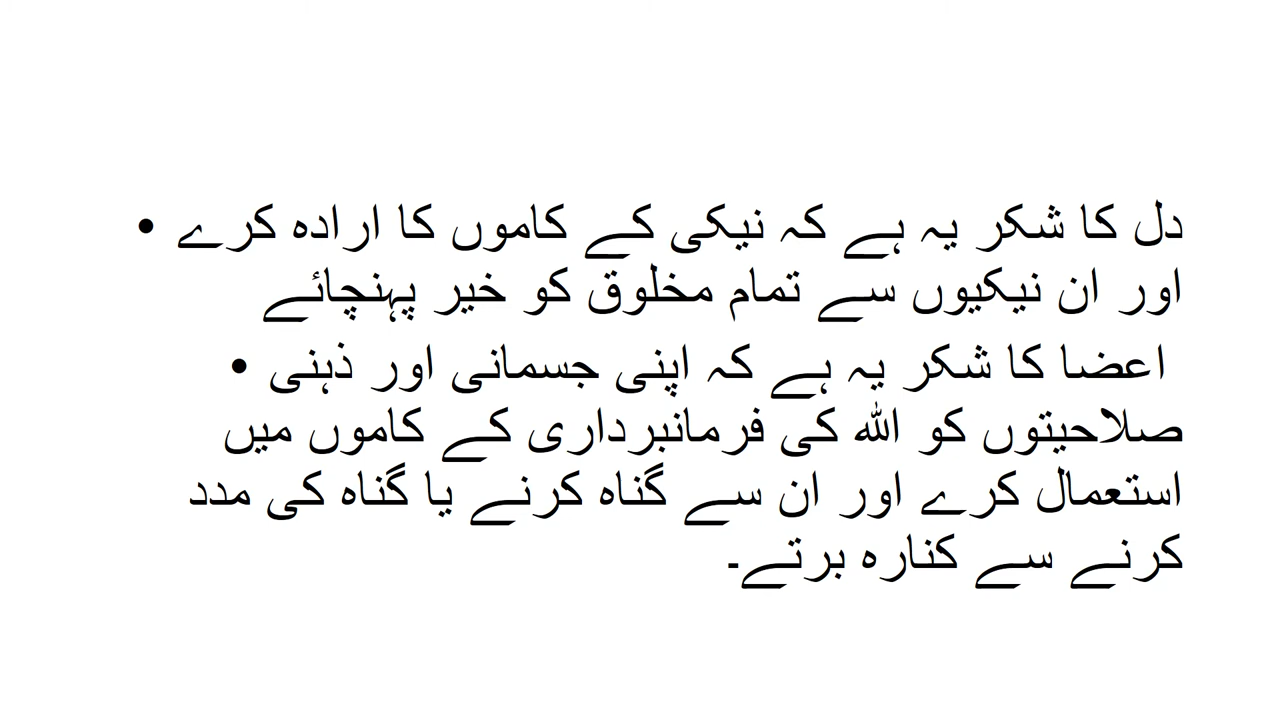 دل کا شکر یہ ہے کہ نیکی کے کاموں کا ارادہ کرے •
اور ان نیکیوں سے تمام مخلوق کو خیر پہنچائے
اعضا کا شکر یہ ہے کہ اپنی جسمانی اور ذہنی •
صلاحیتوں کو اللہ کی فرمانبرداری کے کاموں میں
استعمال کرے اور ان سے گناہ کرنے یا گناہ کی مدد
کرنے سے کنارہ برتے۔